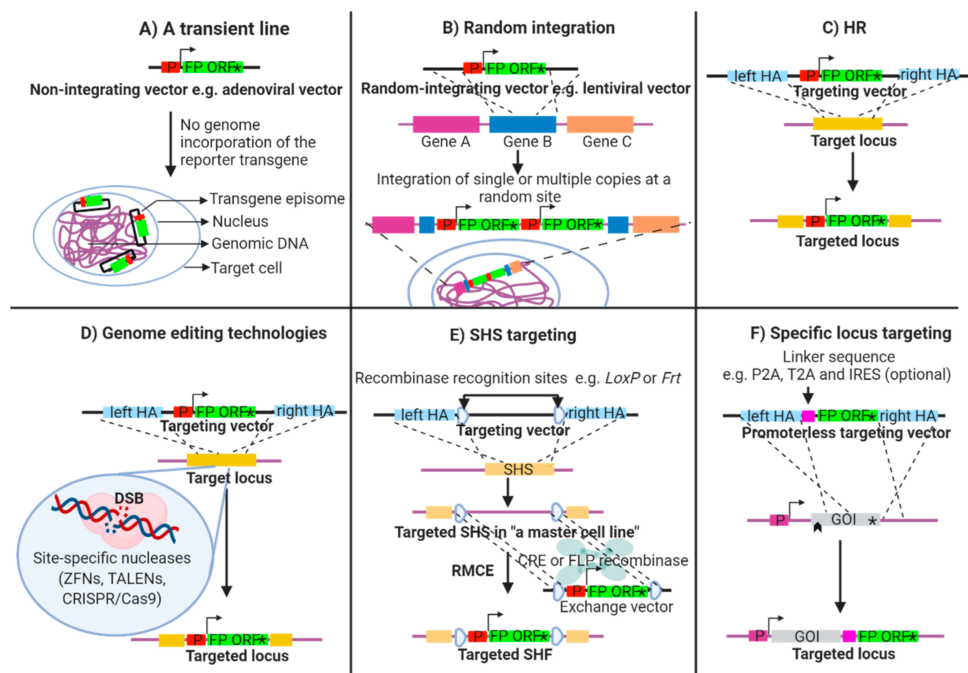 A) A transient line
P FP ORF*
Non-integrating vector e.g. adenoviral vector
No genome
incorporation of the
reporter transgene
Transgene episome
Nucleus
Genomic DNA
Target cell
B) Random integration
P FP ORF*
Random-integrating vector e.g. lentiviral vector
Gene A Gene B Gene C
Integration of single or multiple copies at a
random site
P FP ORF* P FP ORF*
C) HR
left HA P FP ORF* right HA
Targeting vector
Target locus
P FP ORF*
Targeted locus
D) Genome editing technologies
left HA P FP ORF* right HA
Targeting vector
Target locus
DSB
Site-specific nucleases
(ZFNs, TALENs,
CRISPR/Cas9)
P FP ORF*
Targeted locus
E) SHS targeting
Recombinase recognition sites e.g. LoxP or Frt
left HA right HA
Targeting vector
SHS
Targeted SHS in "a master cell line"
CRE or FLP recombinase
RMCE
P FP ORF*
Exchange vector
P FP ORF*
Targeted SHF
F) Specific locus targeting
Linker sequence
e.g. P2A, T2A and IRES (optional)
left HA FP ORF* right HA
Promoterless targeting vector
P GOI *
P GOI FP ORF*
Targeted locus